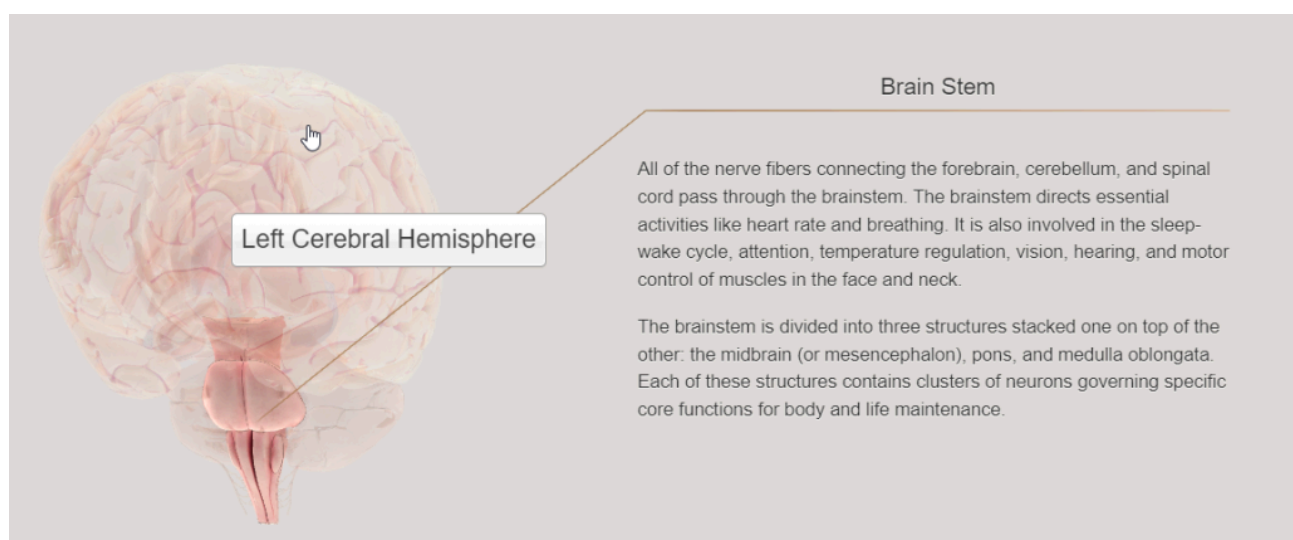 Brain Stem
Left Cerebral Hemisphere
All of the nerve fibers connecting the forebrain, cerebellum, and spinal
cord pass through the brainstem. The brainstem directs essential
activities like heart rate and breathing. It is also involved in the sleep-
wake cycle, attention, temperature regulation, vision, hearing, and motor
control of muscles in the face and neck.
The brainstem is divided into three structures stacked one on top of the
other: the midbrain (or mesencephalon), pons, and medulla oblongata.
Each of these structures contains clusters of neurons governing specific
core functions for body and life maintenance.